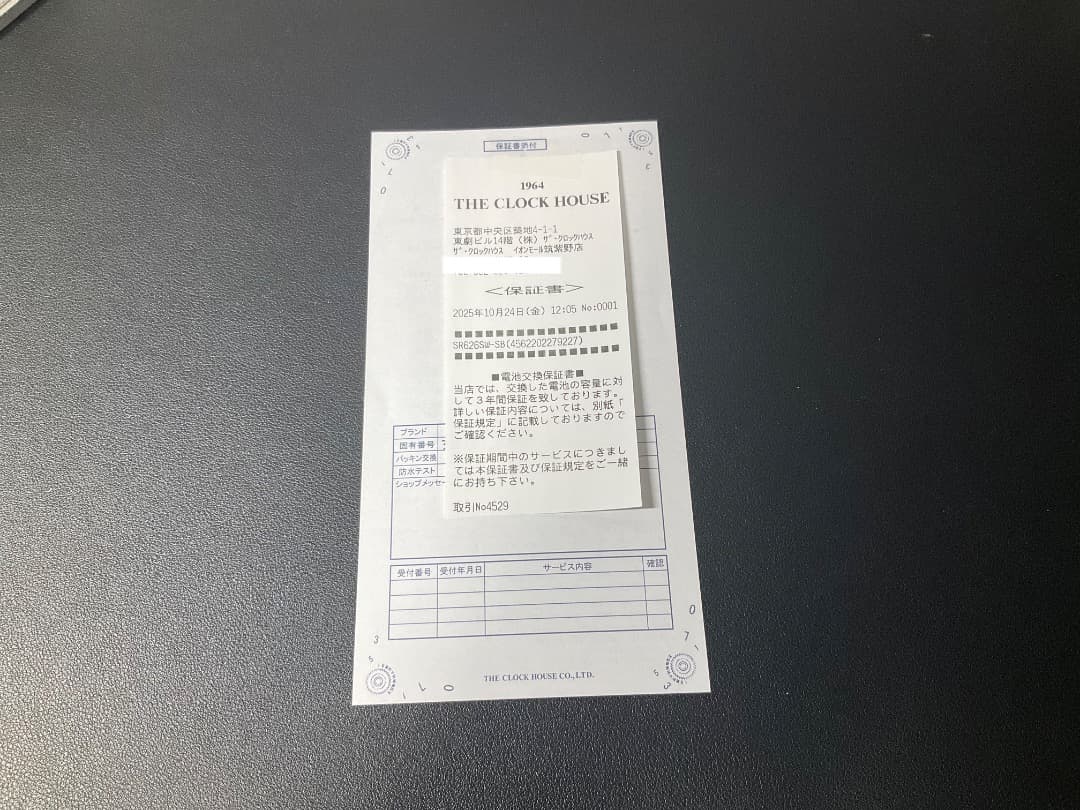 保証書添付
1964
THE CLOCK HOUSE
東京都中央区築地4-1-1
東劇ビル14階（株）ｻﾞ･ｸﾛｯｸﾊｳｽ
ｻﾞ･ｸﾛｯｸﾊｳｽ ｲｵﾝﾓｰﾙ筑紫野店
＜保証書＞
2025年10月24日(金) 12:05 No:0001
SR626SW-SB(4562202279227)
■電池交換保証書■
当店では、交換した電池の容量に対
して３年間保証を致しております。
詳しい保証内容については、別紙「
保証規定」に記載しておりますので
ご確認ください。
※保証期間中のサービスにつきまし
ては本保証書及び保証規定をご一緒
にお持ち下さい。
取引No4529
ブランド
固有番号
パッキン交換
防水テスト
ショップメッセー
受付番号 受付年月日 サービス内容 確認
THE CLOCK HOUSE CO.,LTD.